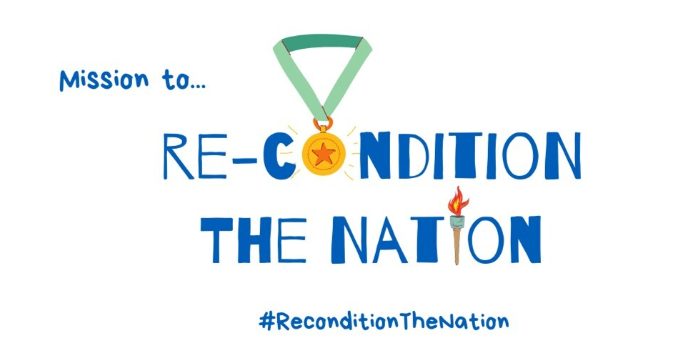 Mission to...
RE-CONDITION
THE NATION
#ReconditionTheNation